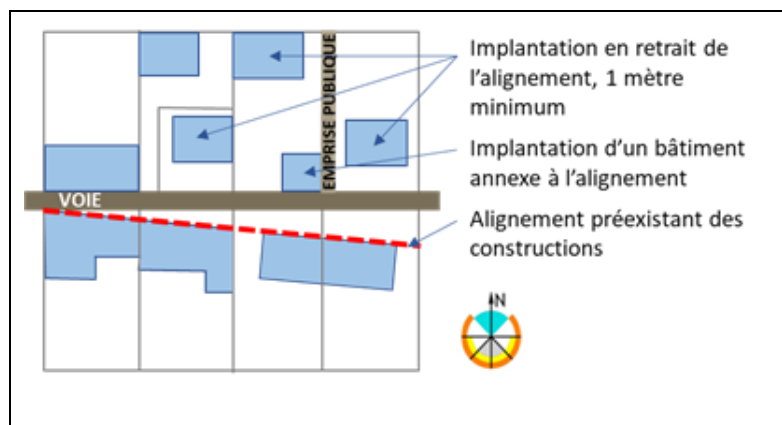 Implantation en retrait de
l'alignement, 1 mètre
minimum
EMPRISE PUBLIQUE
Implantation d'un bâtiment
annexe à l'alignement
VOIE
Alignement préexistant des
constructions
N